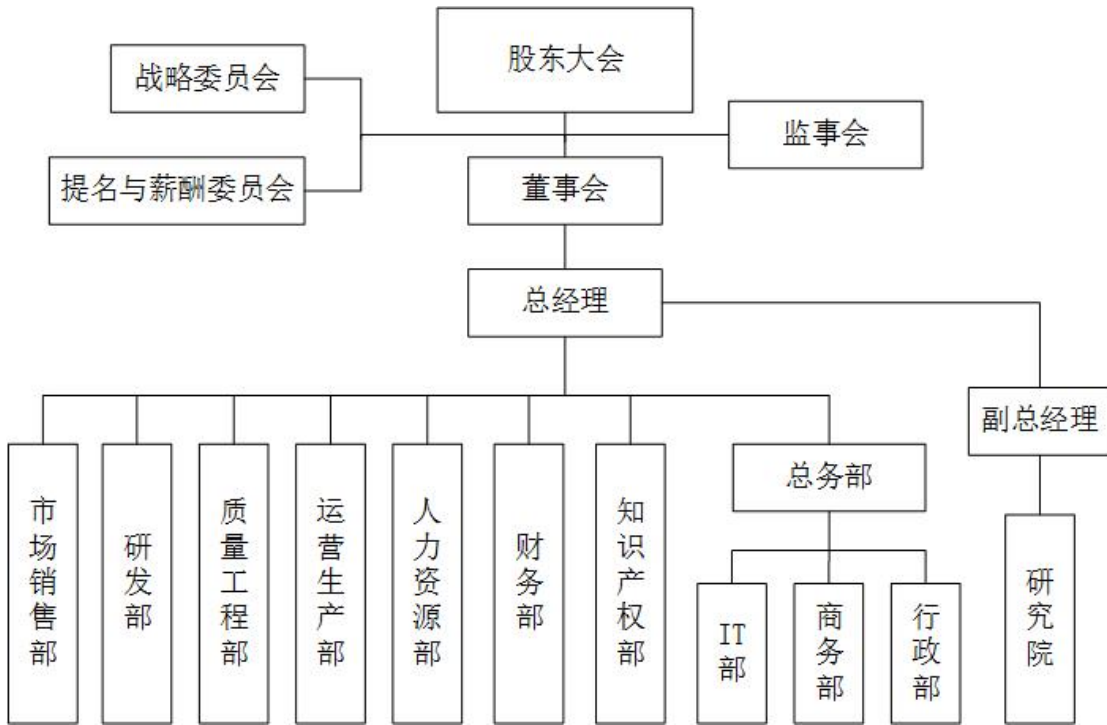 股东大会
战略委员会
监事会
提名与薪酬委员会
董事会
总经理
副总经理
市场销售部
研发部
质量工程部
运营生产部
人力资源部
财务部
知识产权部
总务部
IT部
商务部
行政部
研究院